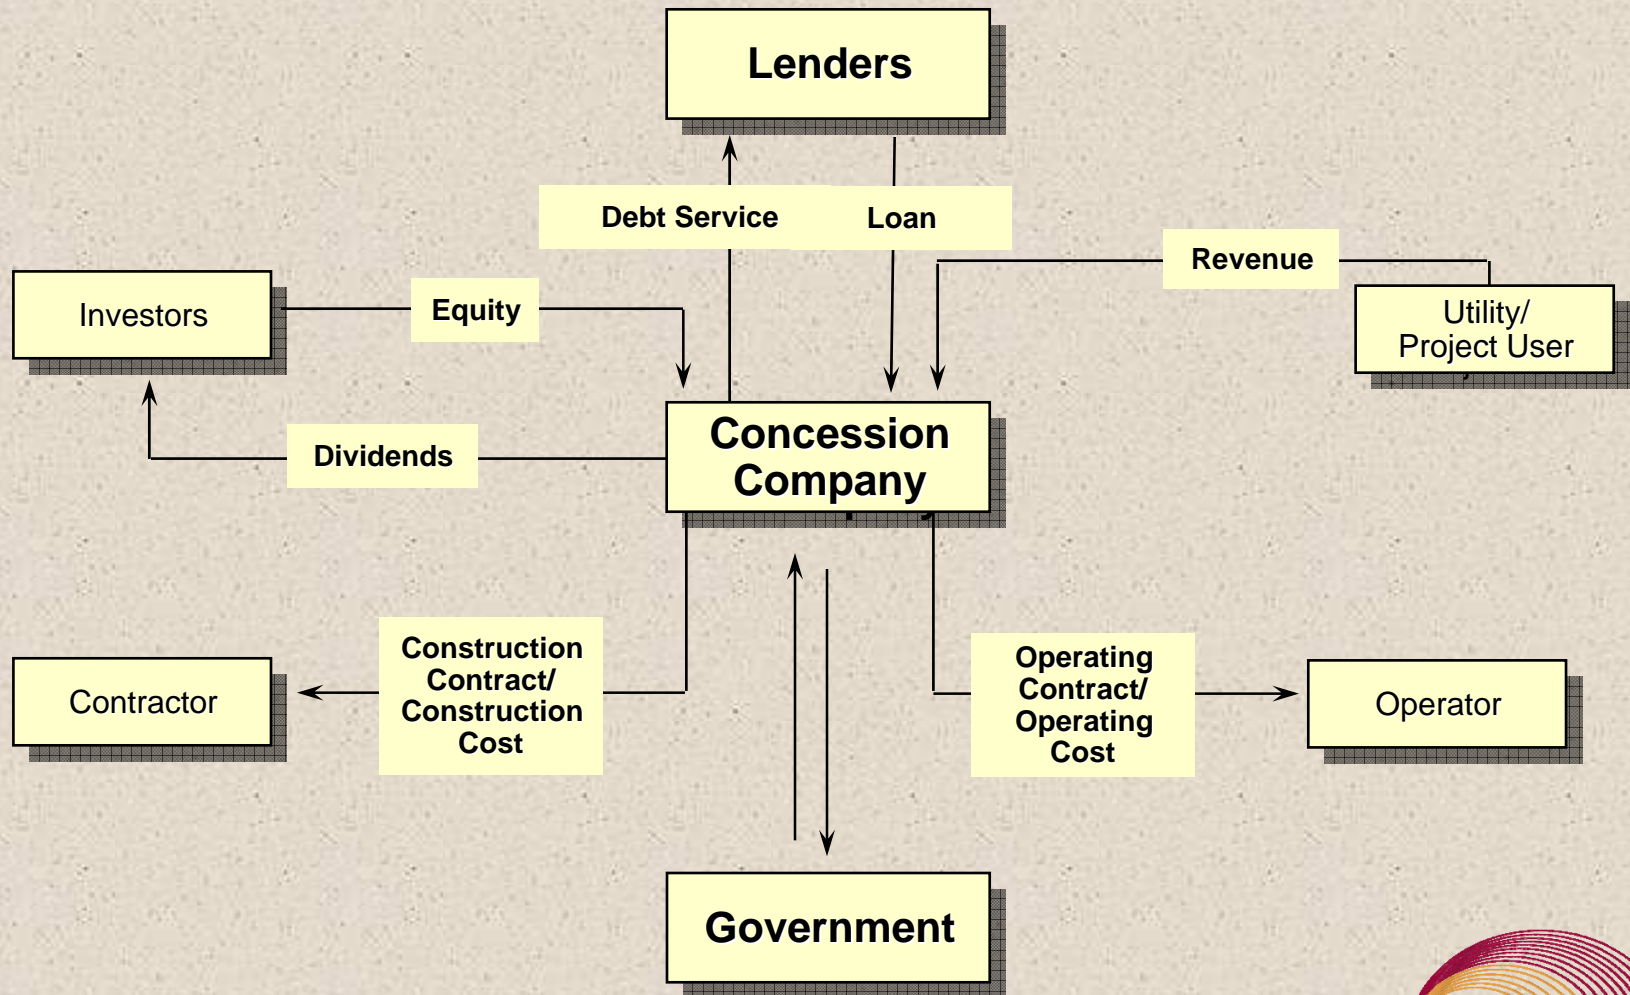 Lenders
Debt Service
Loan
Revenue
Investors
Equity
Utility/
Project User
Dividends
Concession
Company
Construction
Contract/
Construction
Cost
Operating
Contract/
Operating
Cost
Contractor
Operator
Government